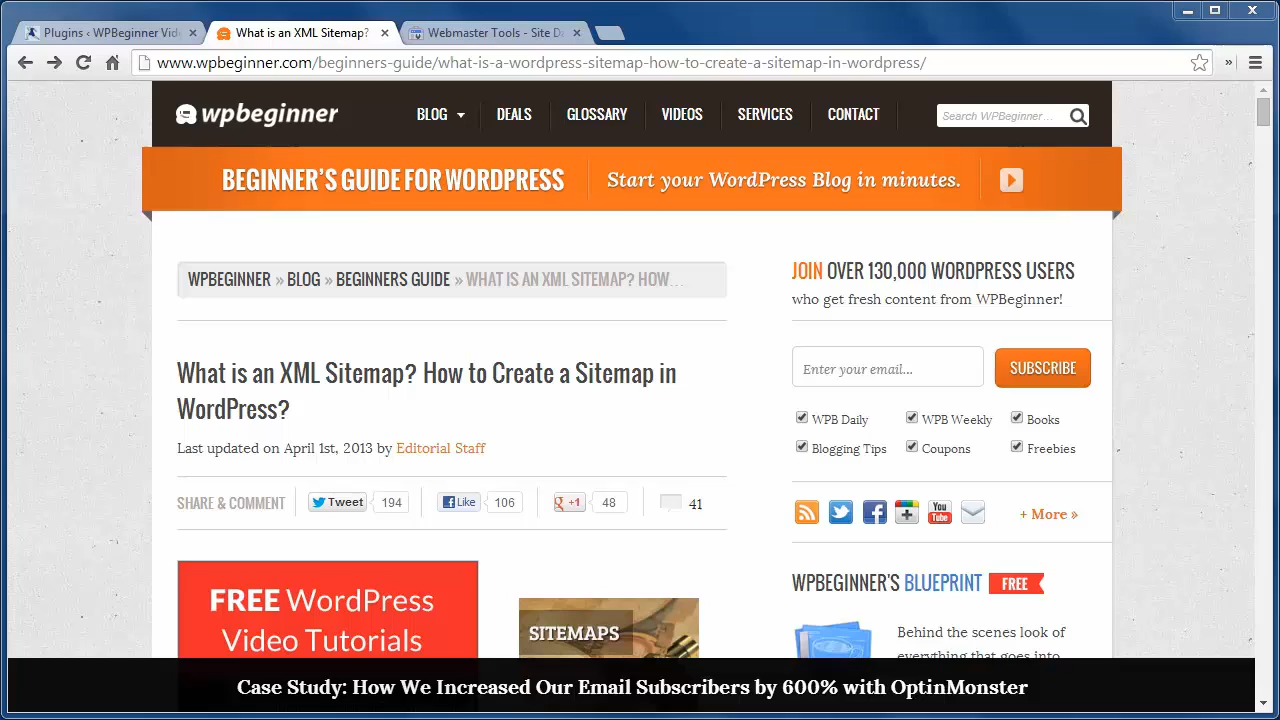 Plugins ‹ WPBeginner Vid
What is an XML Sitemap?
Webmaster Tools - Site D
www.wpbeginner.com/beginners-guide/what-is-a-wordpress-sitemap-how-to-create-a-sitemap-in-wordpress/
wpbeginner
BLOG DEALS GLOSSARY VIDEOS SERVICES CONTACT
Search WPBeginner...
BEGINNER'S GUIDE FOR WORDPRESS
Start your WordPress Blog in minutes.
WPBEGINNER » BLOG » BEGINNERS GUIDE » WHAT IS AN XML SITEMAP? HOW...
What is an XML Sitemap? How to Create a Sitemap in
WordPress?
Last updated on April 1st, 2013 by Editorial Staff
SHARE & COMMENT Tweet 194 Like 106 +1 48 41
FREE WordPress
Video Tutorials
SITEMAPS
JOIN OVER 130,000 WORDPRESS USERS
who get fresh content from WPBeginner!
Enter your email...
SUBSCRIBE
WPB Daily WPB Weekly Books
Blogging Tips Coupons Freebies
You
Tube
+ More »
WPBEGINNER'S BLUEPRINT FREE
Behind the scenes look of
everything that goes into
Case Study: How We Increased Our Email Subscribers by 600% with OptinMonster